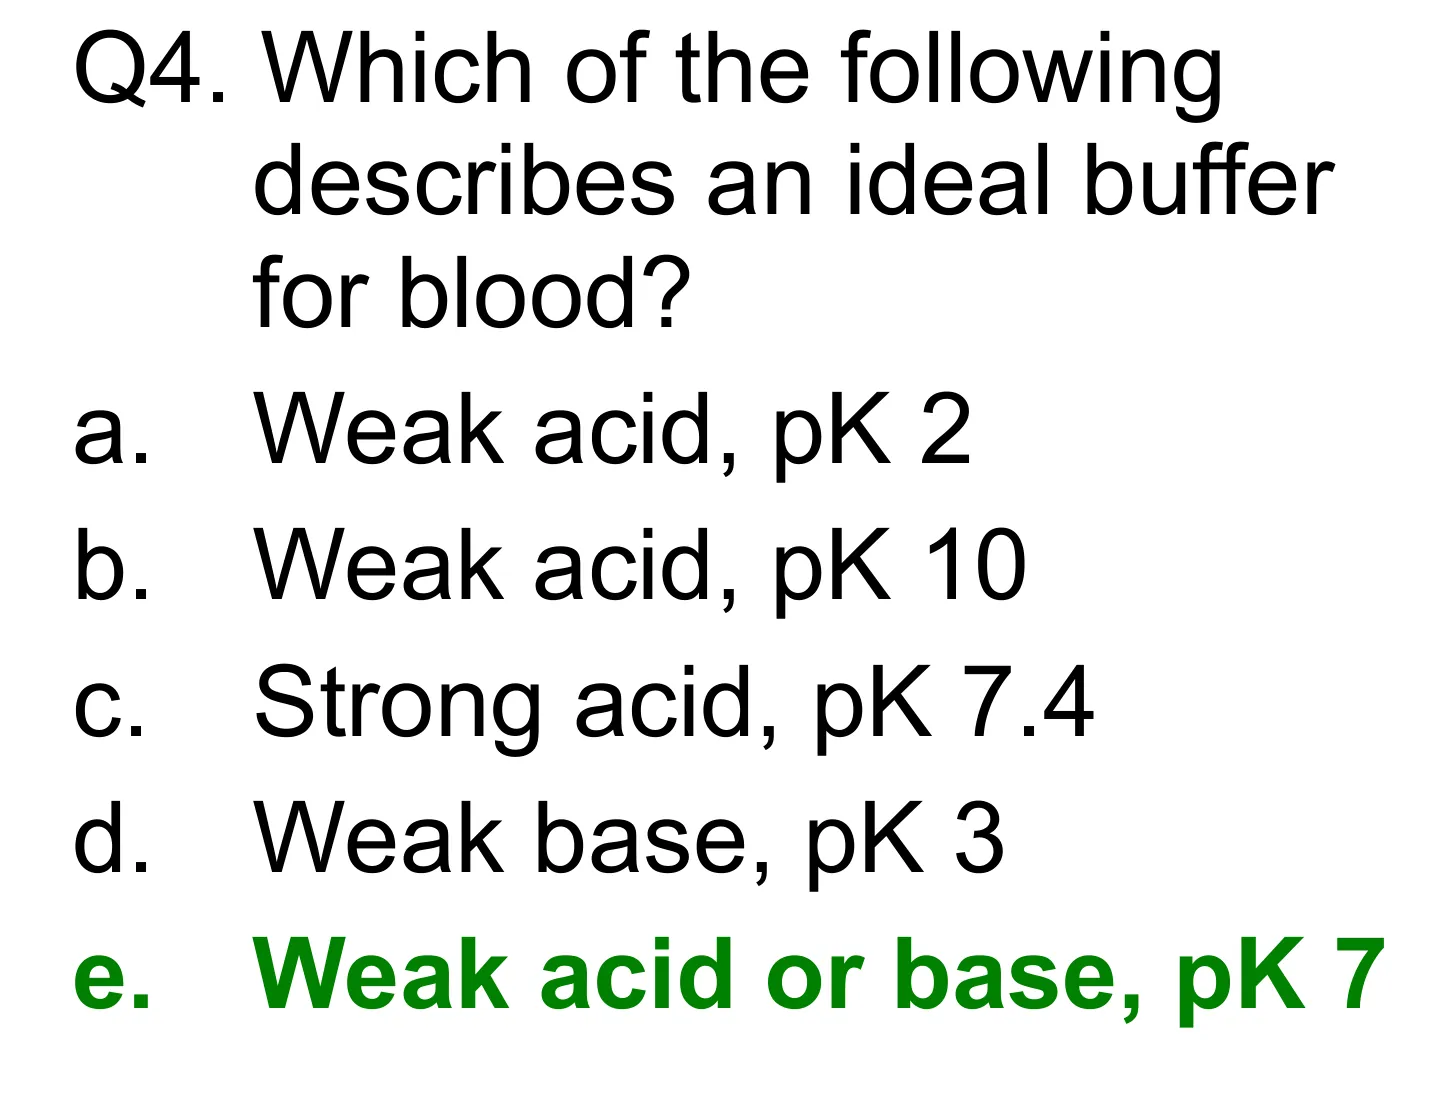 Q4. Which of the following
describes an ideal buffer
for blood?
a. Weak acid, pK 2
b. Weak acid, pK 10
c. Strong acid, pK 7.4
d. Weak base, pK 3
e. Weak acid or base, pK 7